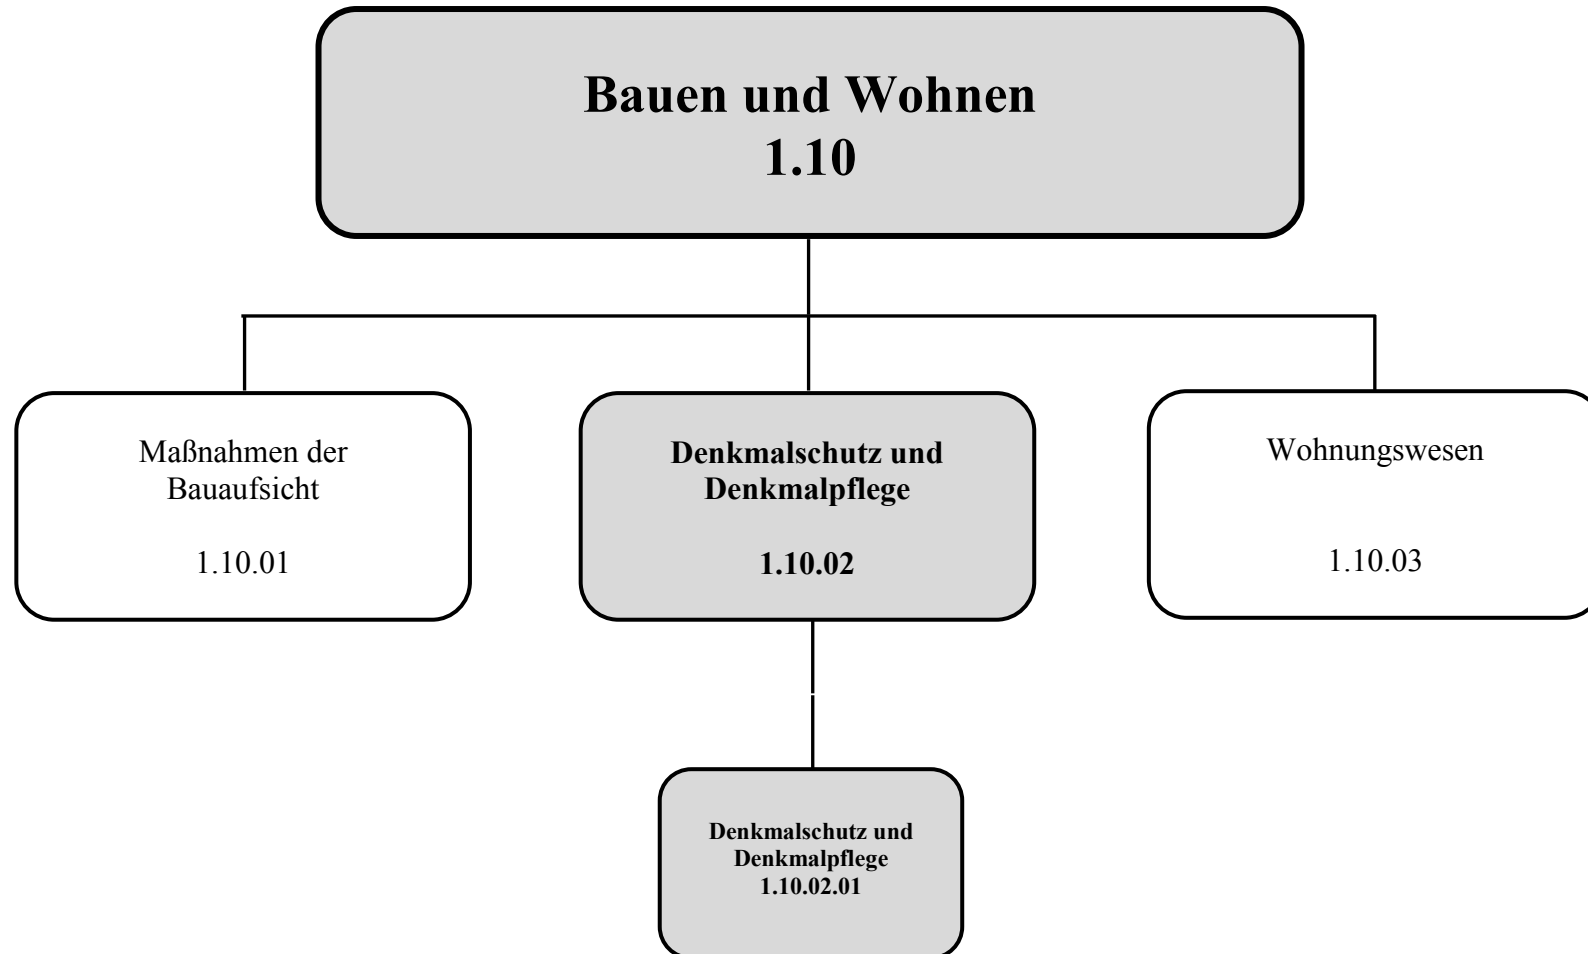 Bauen und Wohnen
1.10
Maßnahmen der
Bauaufsicht
1.10.01
Denkmalschutz und
Denkmalpflege
1.10.02
Wohnungswesen
1.10.03
Denkmalschutz und
Denkmalpflege
1.10.02.01